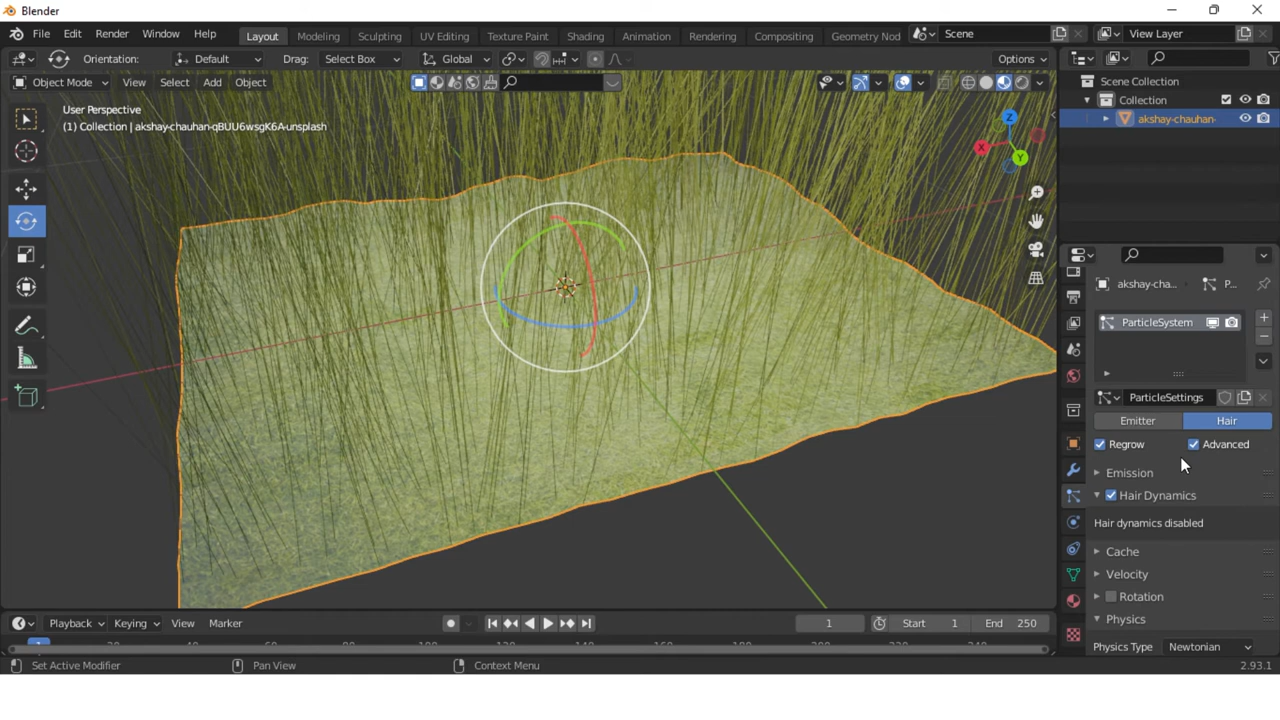 Blender
File Edit Render Window Help Layout Modeling Sculpting UV Editing Texture Paint Shading Animation Rendering Compositing Geometry Nod Scene View Layer
Orientation: Default Drag: Select Box Global Options
Object Mode View Select Add Object
User Perspective
(1) Collection | akshay-chauhan-qBUU6wsgK6A-unsplash
Scene Collection
Collection
akshay-chauhan-
Z
X
Y
akshay-cha... P...
ParticleSystem
ParticleSettings
Emitter Hair
Regrow Advanced
Emission
Hair Dynamics
Hair dynamics disabled
Cache
Velocity
Rotation
Physics
Physics Type Newtonian
Playback Keying View Marker 1 Start 1 End 250
Set Active Modifier Pan View Context Menu 2.93.1